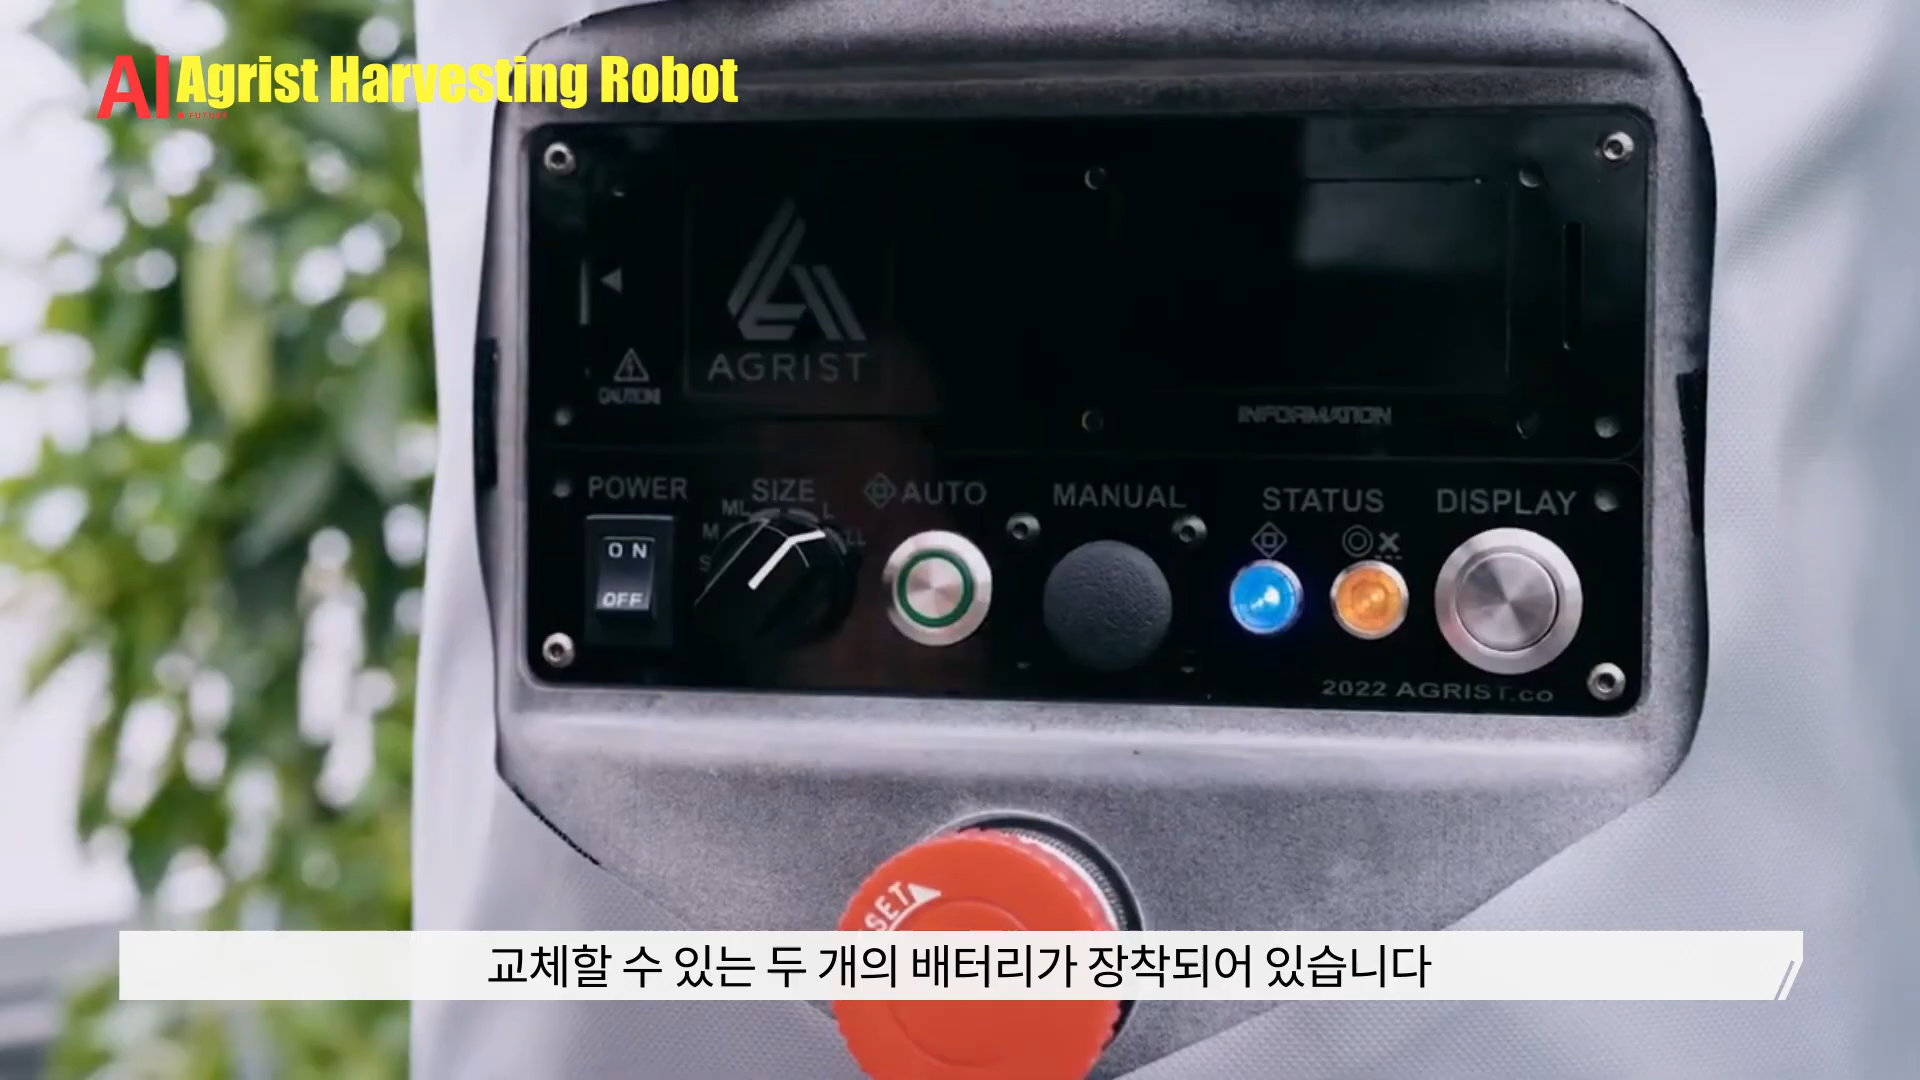 AI Agrist Harvesting Robot
FUTURE
AGRIST
CAUTION!
INFORMATION
POWER
SIZE
AUTO
MANUAL
STATUS
DISPLAY
S
M
ML
L
LL
ON
OFF
2022 AGRIST.co
SET
교체할 수 있는 두 개의 배터리가 장착되어 있습니다